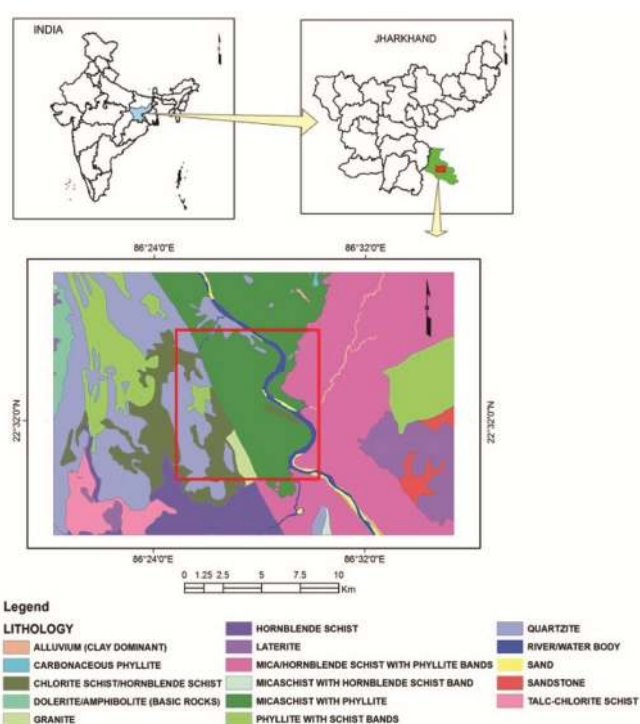 INDIA
JHARKHAND
86°24'0"E 86°32'0"E
22°32'0"N 22°32'0"N
86°24'0"E 86°32'0"E
0 1.25 2.5 5 7.5 10
Km
Legend
LITHOLOGY
ALLUVIUM (CLAY DOMINANT)
CARBONACEOUS PHYLLITE
CHLORITE SCHIST/HORNBLENDE SCHIST
DOLERITE/AMPHIBOLITE (BASIC ROCKS)
GRANITE
HORNBLENDE SCHIST
LATERITE
MICA/HORNBLENDE SCHIST WITH PHYLLITE BANDS
MICASCHIST WITH HORNBLENDE SCHIST BAND
MICASCHIST WITH PHYLLITE
PHYLLITE WITH SCHIST BANDS
QUARTZITE
RIVER/WATER BODY
SAND
SANDSTONE
TALC-CHLORITE SCHIST